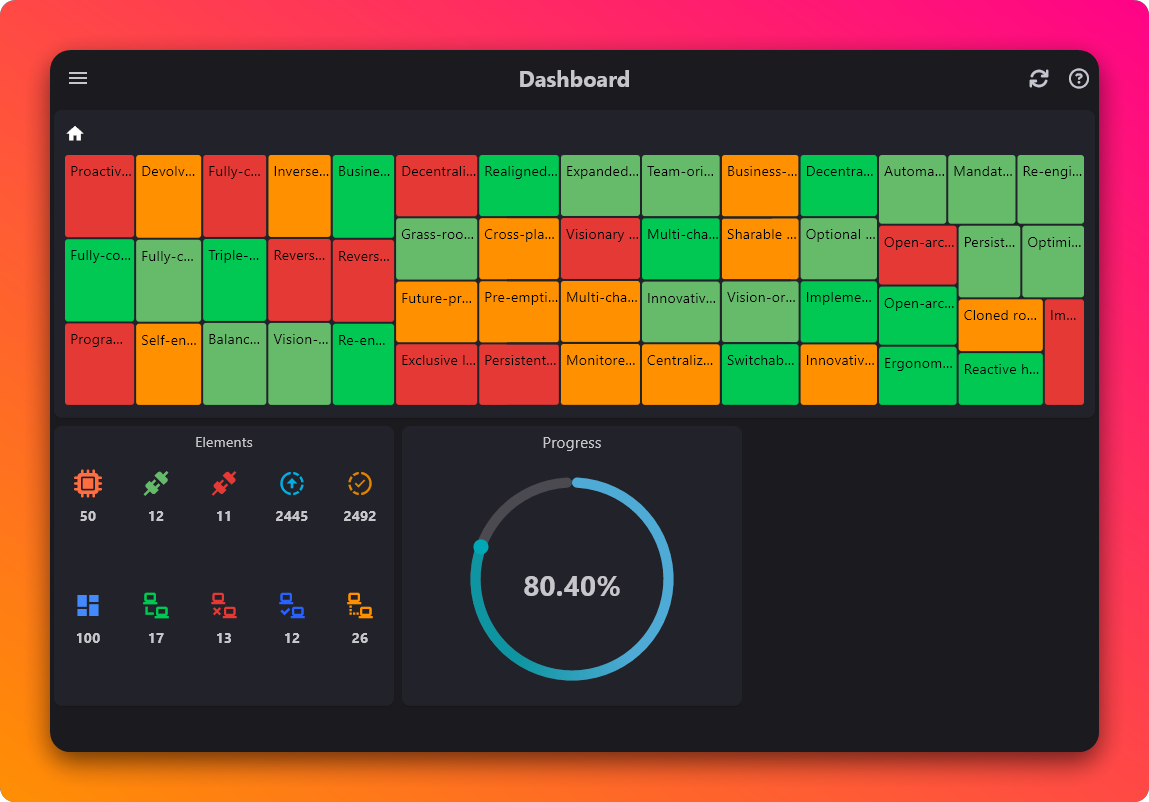 Dashboard
Proactiv...
Devolv...
Fully-c...
Inverse...
Busine...
Decentrali...
Realigned...
Expanded...
Team-ori...
Business-...
Decentra...
Automa...
Mandat...
Re-engi...
Grass-roo...
Cross-pla...
Visionary ...
Multi-cha...
Sharable ...
Optional ...
Open-arc...
Persist...
Optimi...
Fully-co...
Fully-c...
Triple-...
Revers...
Revers...
Future-pr...
Pre-empti...
Multi-cha...
Innovativ...
Vision-or...
Impleme...
Open-arc...
Cloned ro...
Im...
Progra...
Self-en...
Balanc...
Vision-...
Re-en...
Exclusive I...
Persistent...
Monitore...
Centraliz...
Switchab...
Innovativ...
Ergonom...
Reactive h...
Elements
50
12
11
2445
2492
100
17
13
12
26
Progress
80.40%